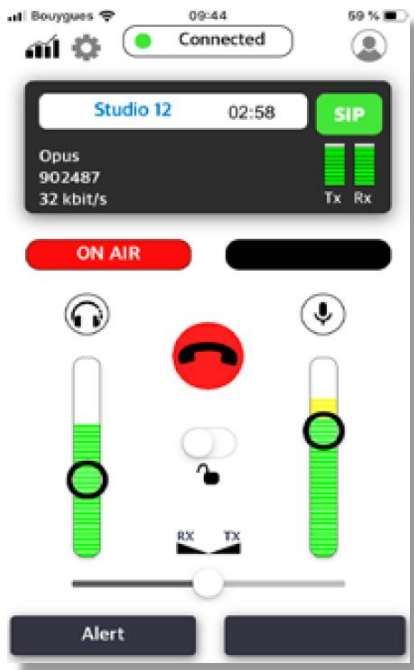 Bouygues 09:44 59 %
Connected
Studio 12 02:58 SIP
Opus
902487
32 kbit/s Tx Rx
ON AIR
RX TX
Alert